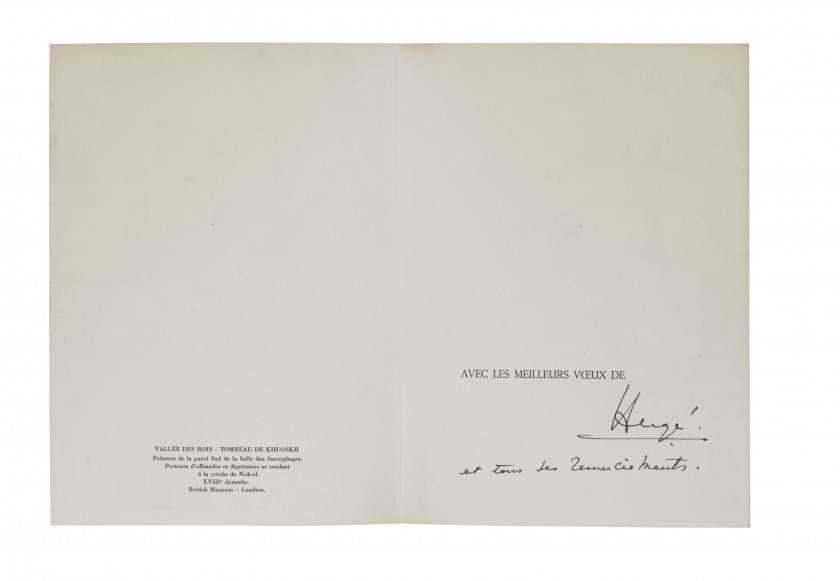 VALLÉE DES ROIS - TOMBEAU DE KIH-OSKH
Peinture de la paroi Sud de la Salle des Sarcophages.
Porteurs d'offrandes et dignitaires se rendant
à la crèche de Noh-el.
XVIIIᵉ dynastie.
British Museum - Londres.
AVEC LES MEILLEURS VŒUX DE
Hergé.
et tous ses remerciements.